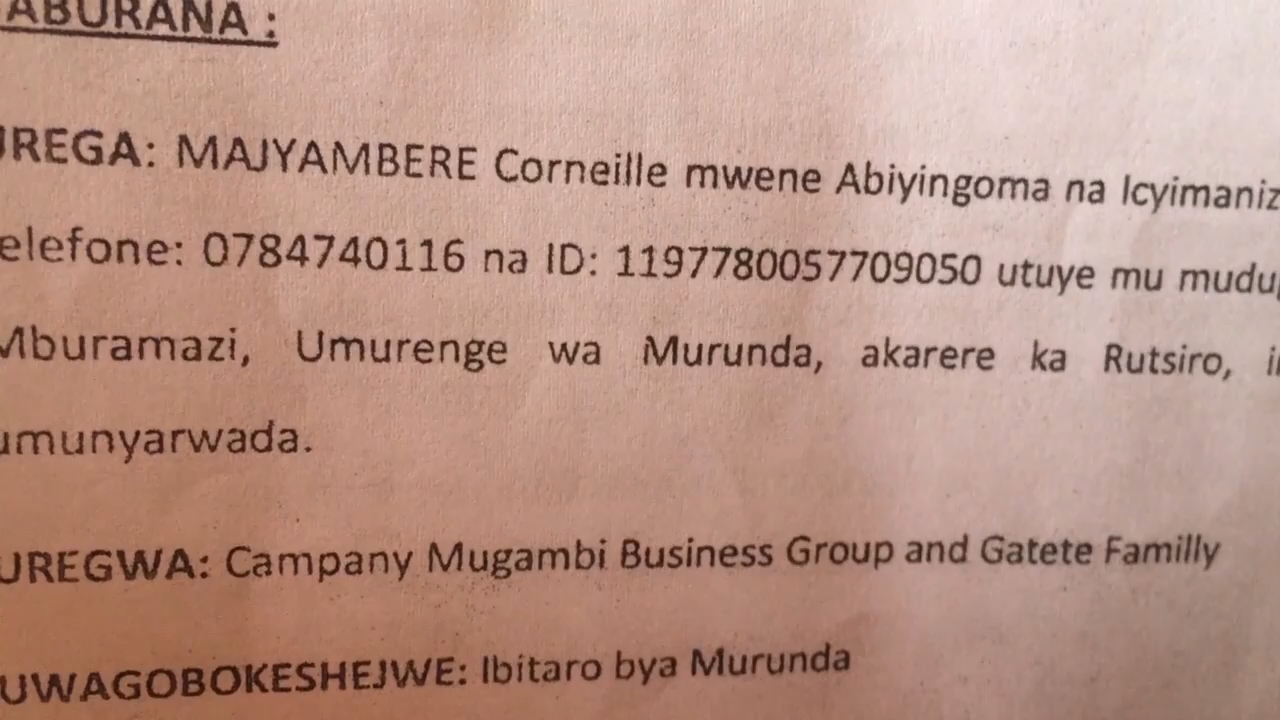 ABURANA :
UREGA: MAJYAMBERE Corneille mwene Abiyingoma na Icyimaniz
elefone: 0784740116 na ID: 1197780057709050 utuye mu mudu
Mburamazi, Umurenge wa Murunda, akarere ka Rutsiro, i
umunyarwada.
UREGWA: Campany Mugambi Business Group and Gatete Familly
UWAGOBOKESHEJWE: Ibitaro bya Murunda